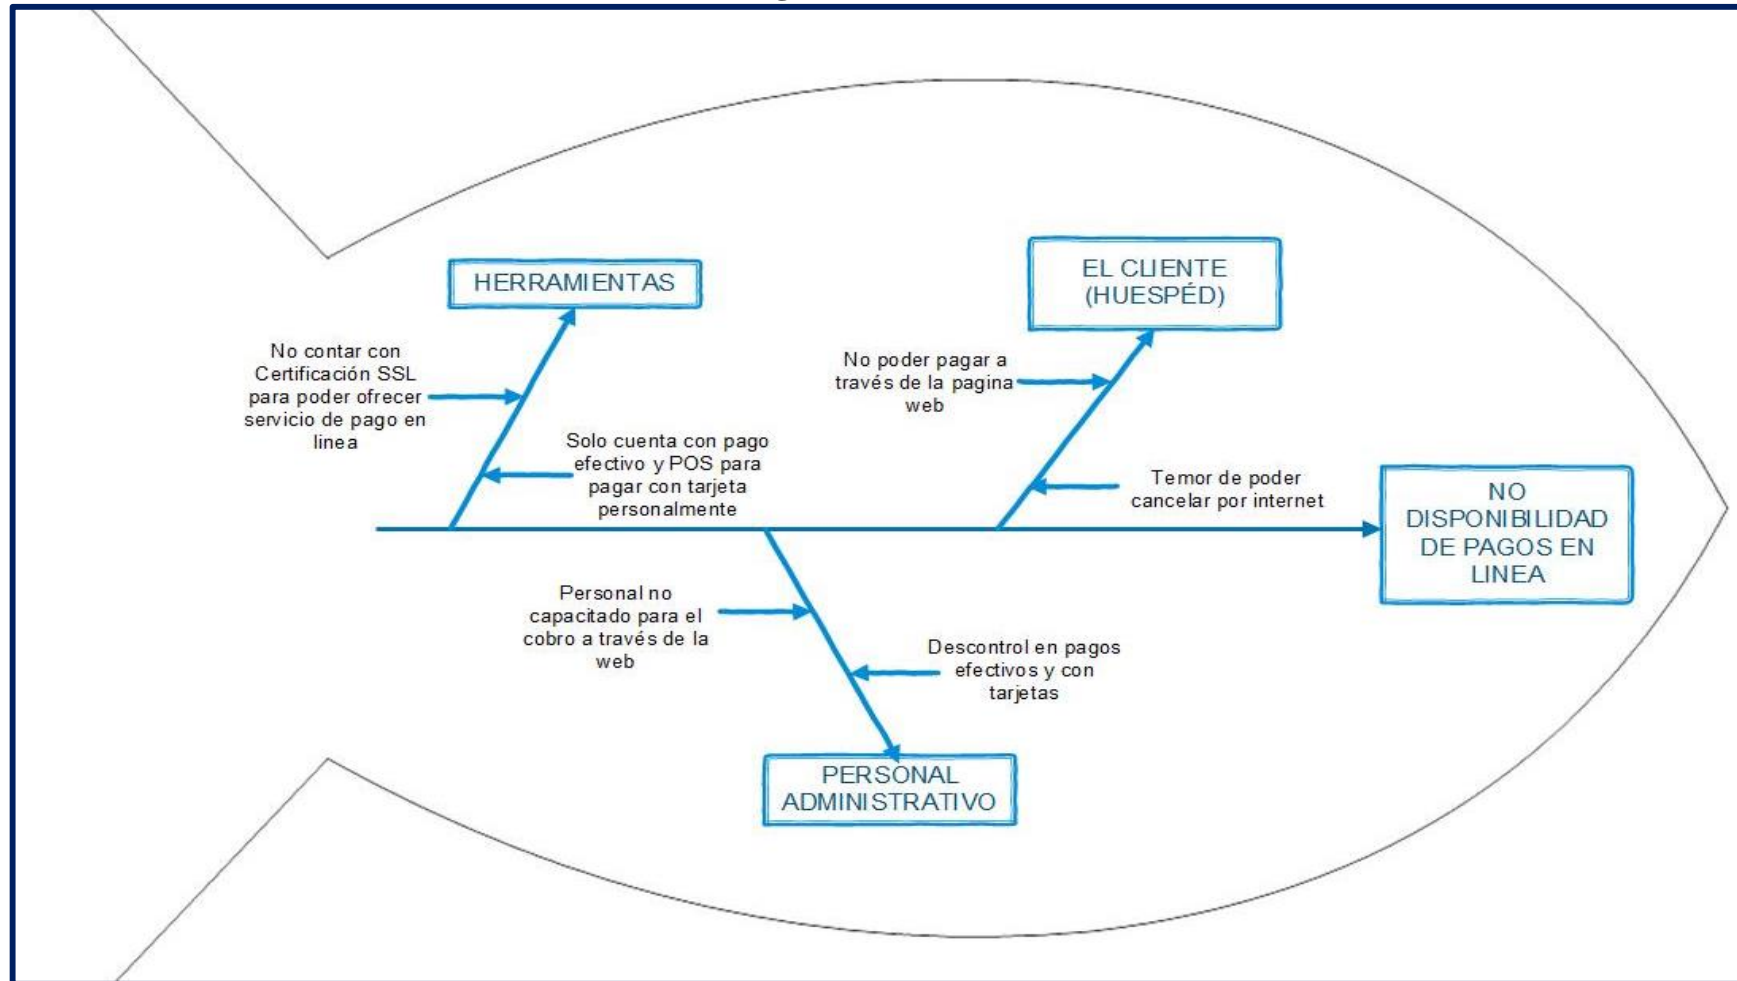 HERRAMIENTAS
EL CLIENTE
(HUESPÉD)
No contar con
Certificación SSL
para poder ofrecer
servicio de pago en
linea
No poder pagar a
través de la pagina
web
Solo cuenta con pago
efectivo y POS para
pagar con tarjeta
personalmente
Temor de poder
cancelar por internet
NO
DISPONIBILIDAD
DE PAGOS EN
LINEA
Personal no
capacitado para el
cobro a través de la
web
Descontrol en pagos
efectivos y con
tarjetas
PERSONAL
ADMINISTRATIVO